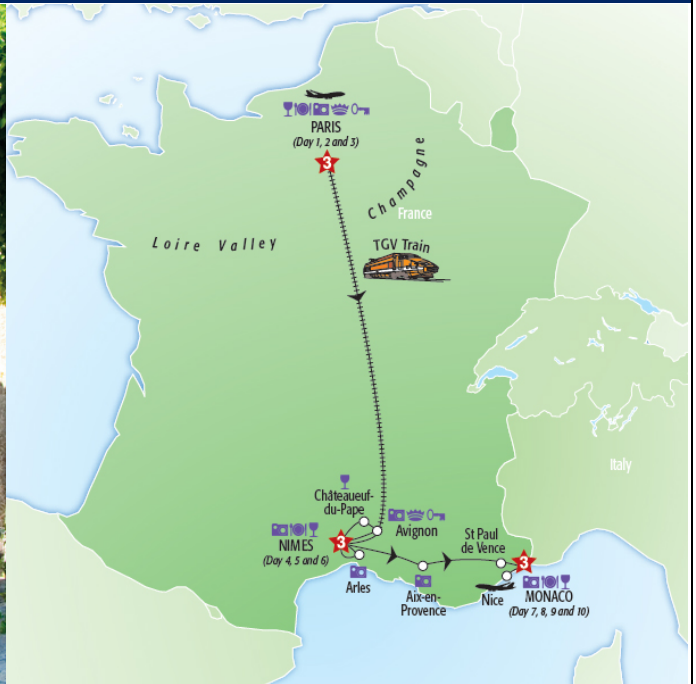 PARIS
(Day 1, 2 and 3)
3
Champagne
France
Loire Valley
TGV Train
Italy
Châteaueuf-
du-Pape
Avignon
NIMES
(Day 4, 5 and 6)
3
Arles
Aix-en-
Provence
St Paul
de Vence
3
Nice
MONACO
(Day 7, 8, 9 and 10)